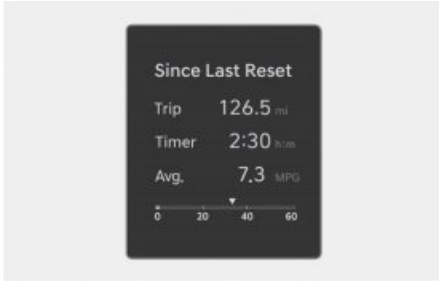 Since Last Reset
Trip 126.5 mi
Timer 2:30 h:m
Avg. 7.3 MPG
0 20 40 60